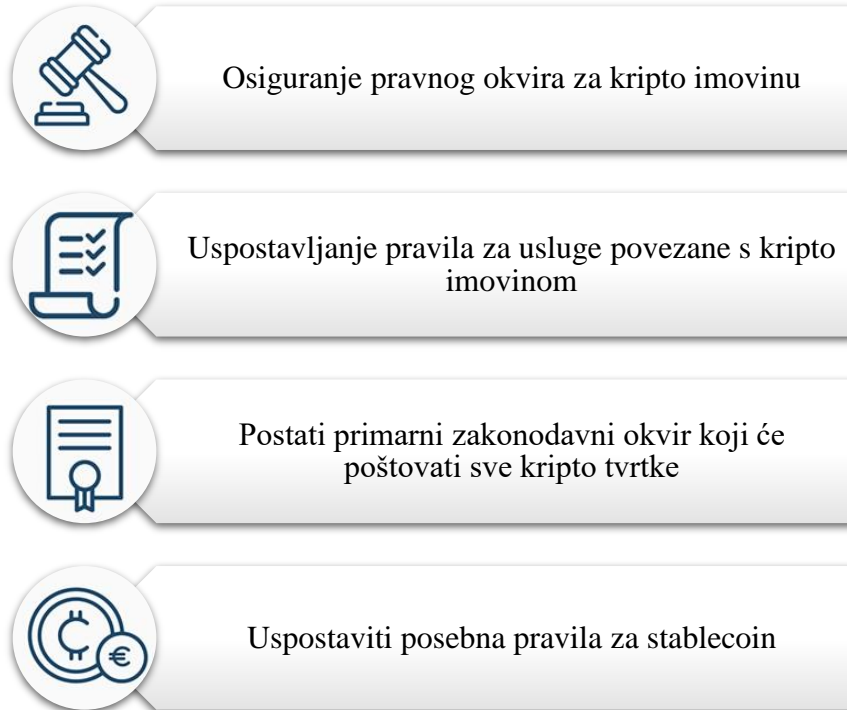 Osiguranje pravnog okvira za kripto imovinu
Uspostavljanje pravila za usluge povezane s kripto
imovinom
Postati primarni zakonodavni okvir koji će
poštovati sve kripto tvrtke
Uspostaviti posebna pravila za stablecoin